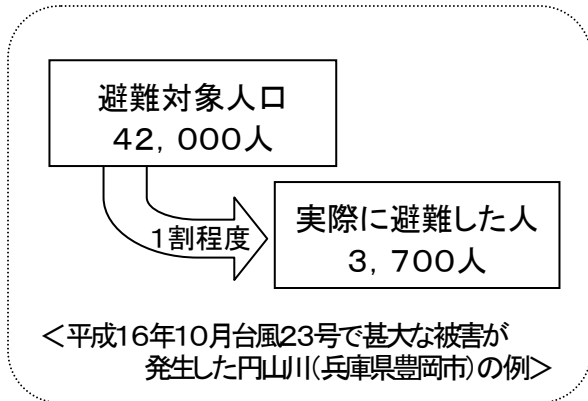 避難対象人口
４２，０００人
１割程度
実際に避難した人
３，７００人
＜平成１６年１０月台風２３号で甚大な被害が
発生した円山川（兵庫県豊岡市）の例＞